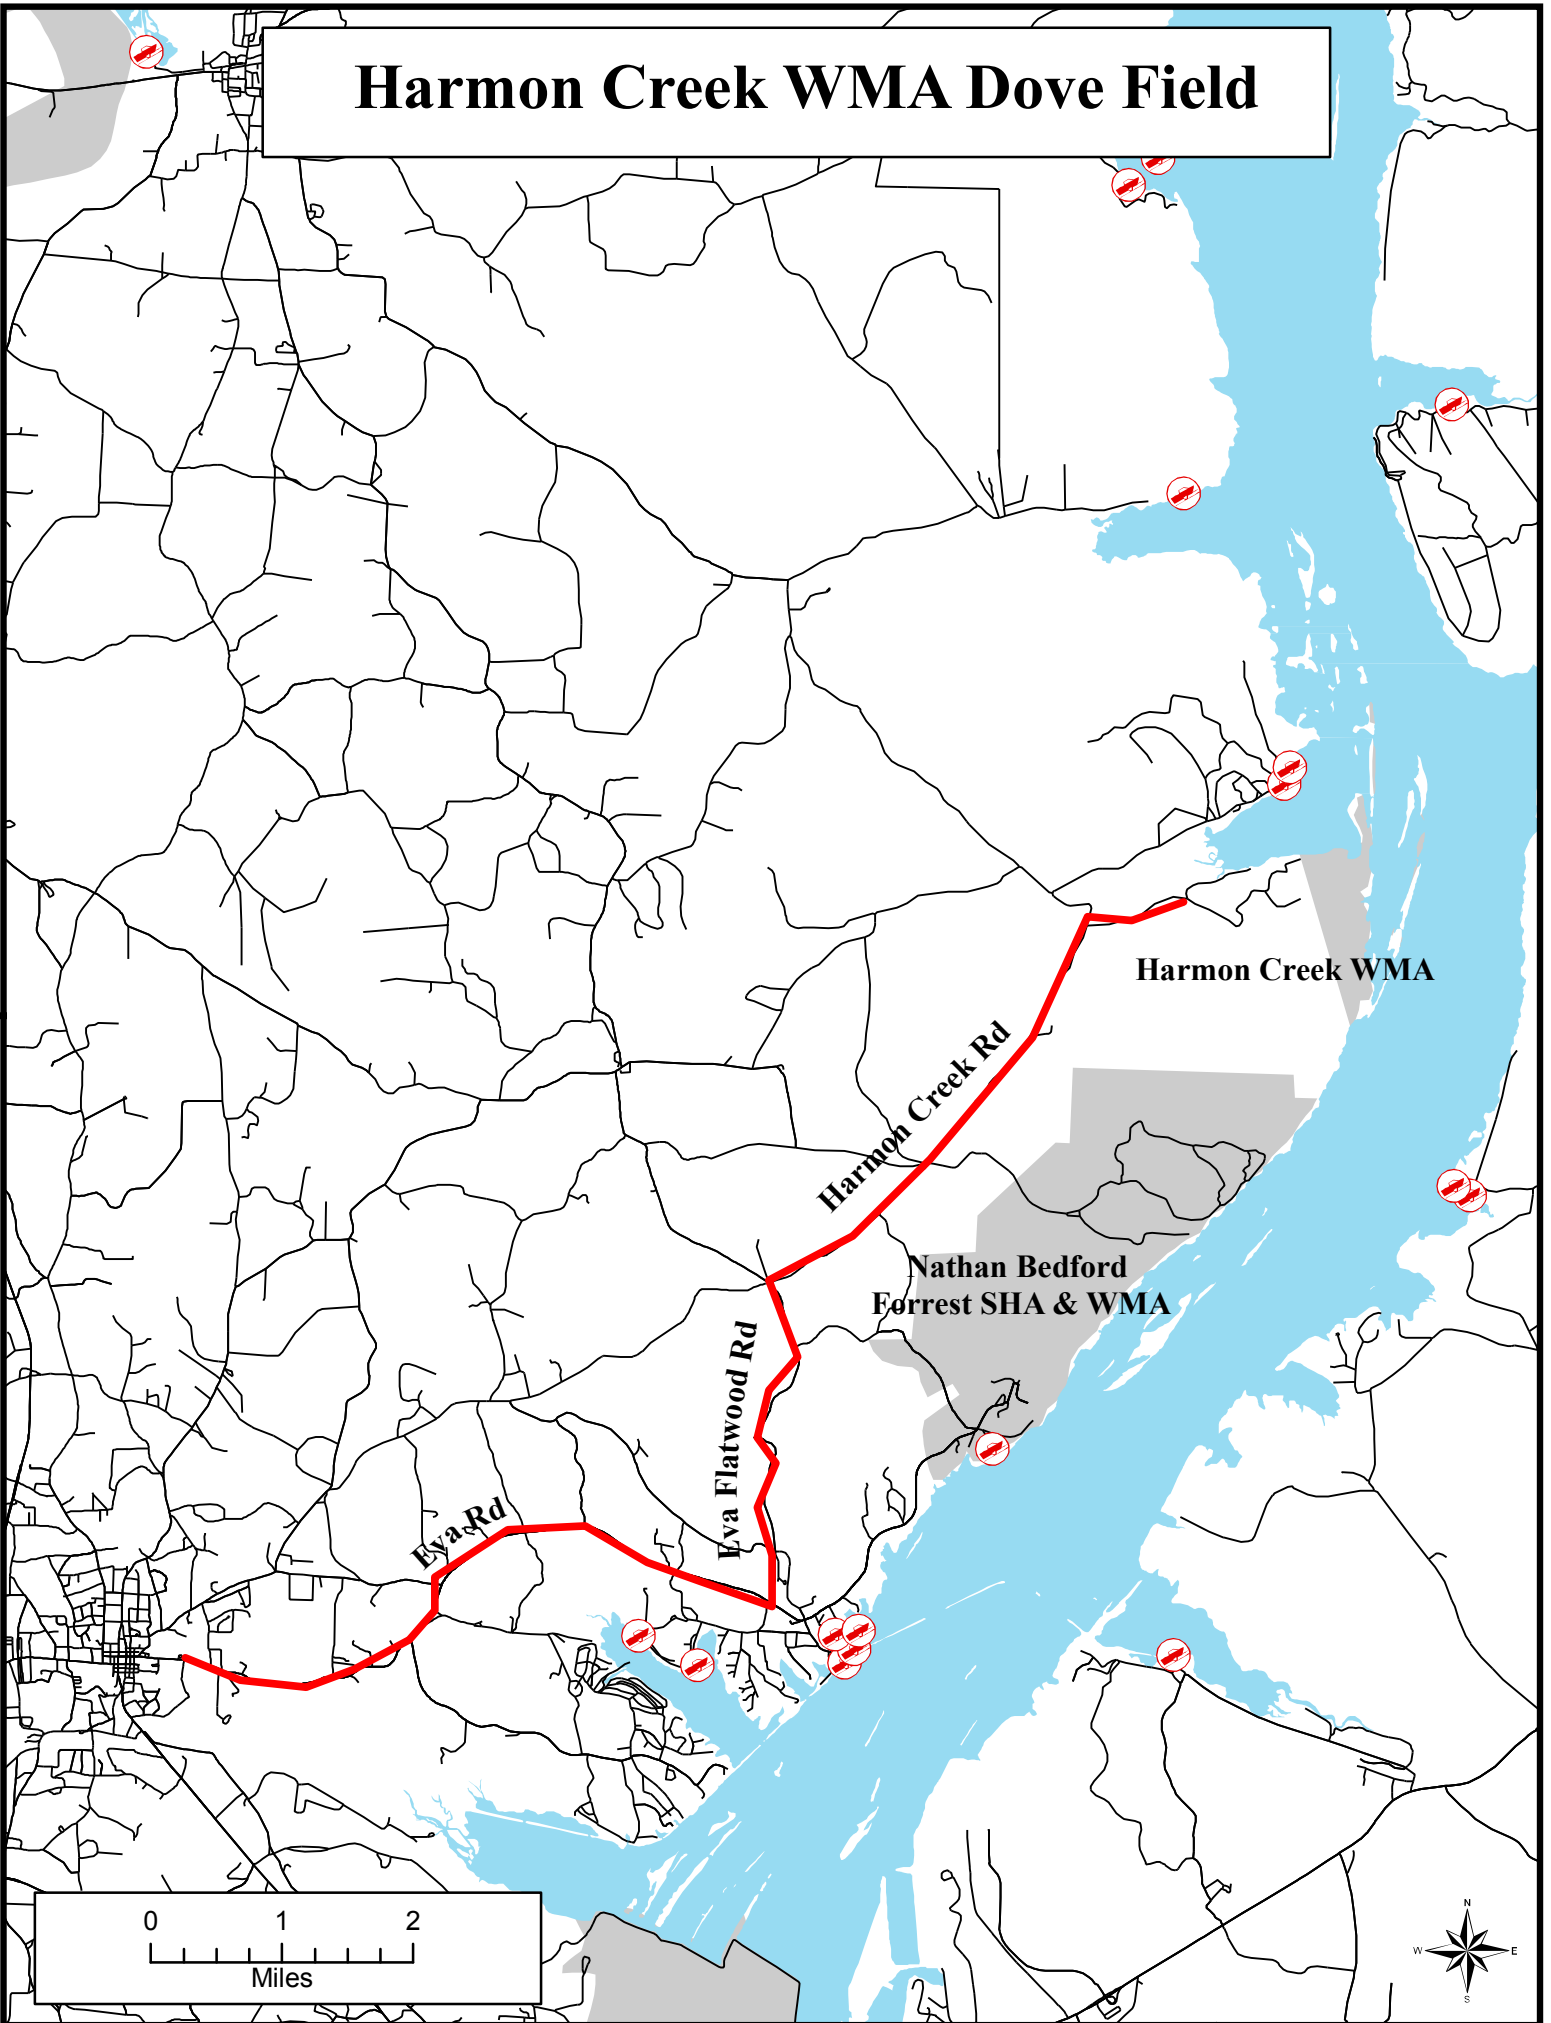 Harmon Creek WMA Dove Field
Harmon Creek WMA
Harmon Creek Rd
Nathan Bedford
Forrest SHA & WMA
Eva Flatwood Rd
Eva Rd
0 1 2
Miles
N
W E
S